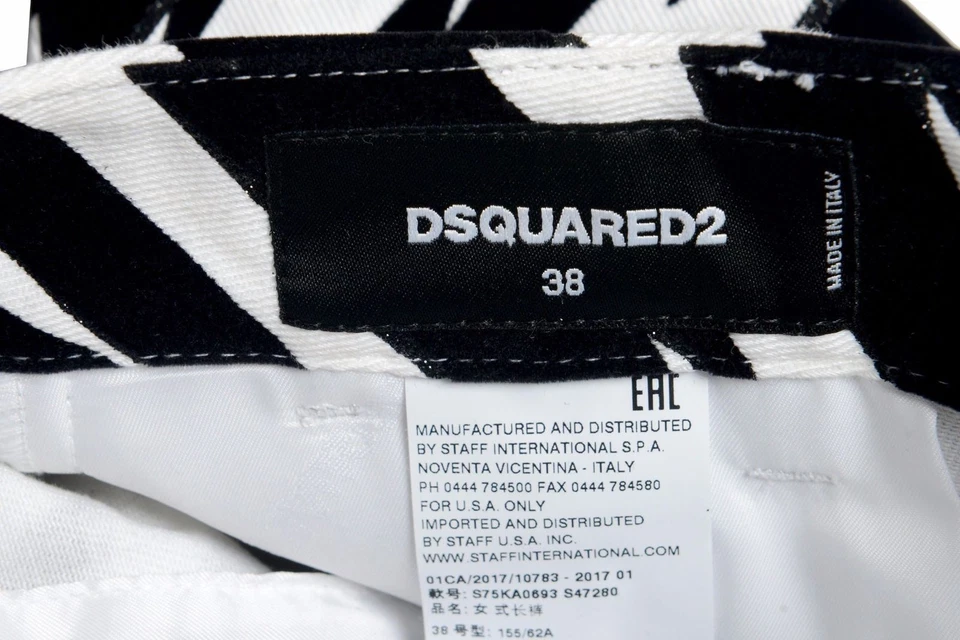 DSQUARED2
38
MADE IN ITALY
EAC
MANUFACTURED AND DISTRIBUTED
BY STAFF INTERNATIONAL S.P.A.
NOVENTA VICENTINA - ITALY
PH 0444 784500 FAX 0444 784580
FOR U.S.A. ONLY
IMPORTED AND DISTRIBUTED
BY STAFF U.S.A. INC.
WWW.STAFFINTERNATIONAL.COM
01CA/2017/10783 - 2017 01
款号: S75KA0693 S47280
品名: 女式长裤
38 号型: 155/62A